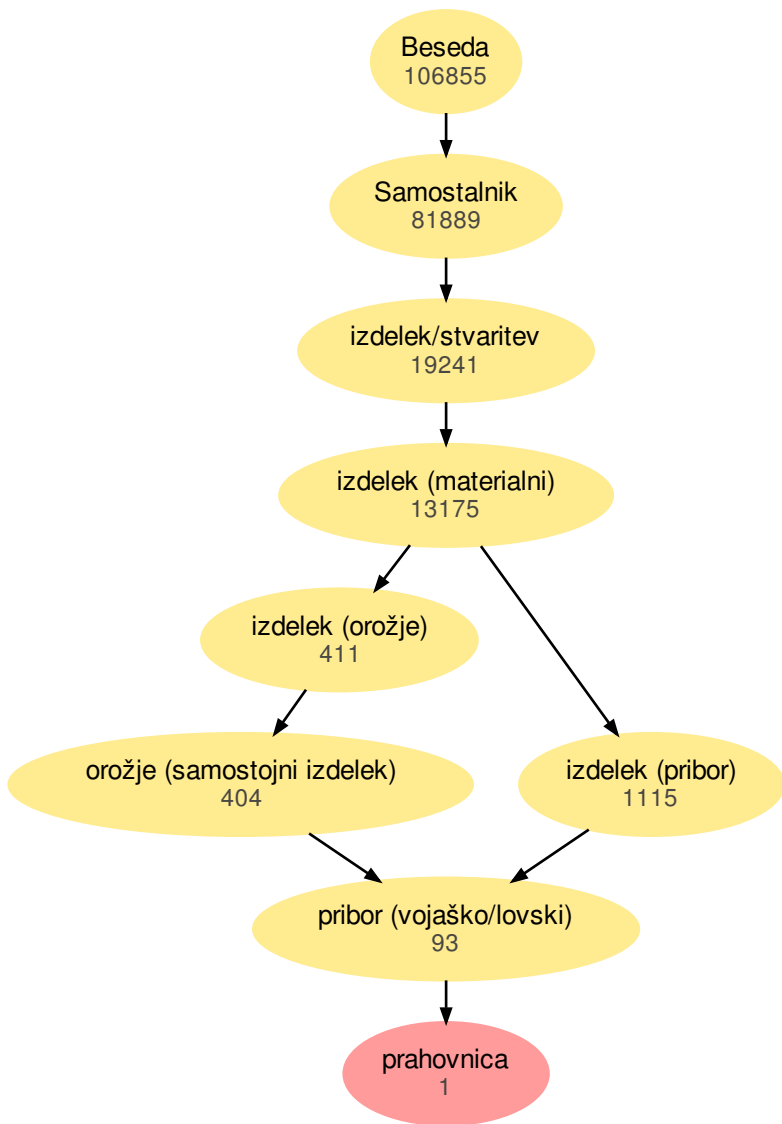 Beseda
106855
Samostalnik
81889
izdelek/stvaritev
19241
izdelek (materialni)
13175
izdelek (orožje)
411
orožje (samostojni izdelek)
404
izdelek (pribor)
1115
pribor (vojaško/lovski)
93
prahovnica
1